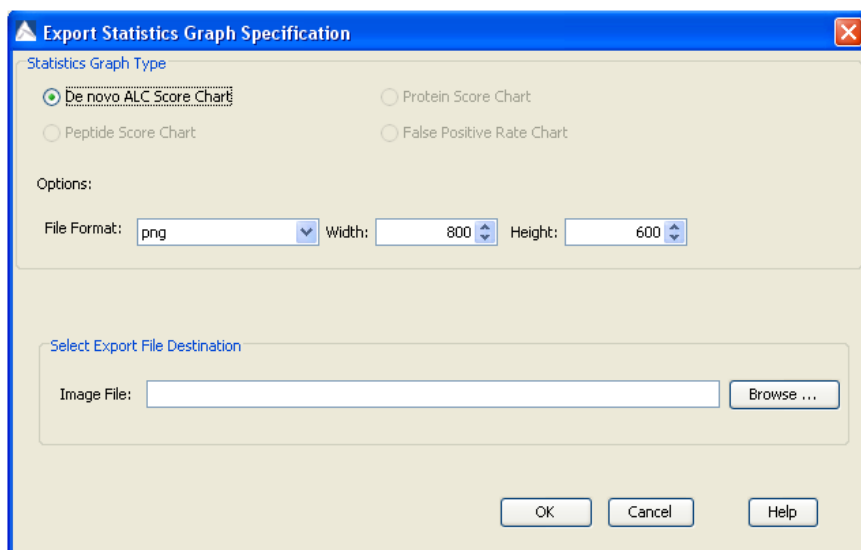 Export Statistics Graph Specification
Statistics Graph Type
De novo ALC Score Chart
Protein Score Chart
Peptide Score Chart
False Positive Rate Chart
Options:
File Format: png Width: 800 Height: 600
Select Export File Destination
Image File: Browse ...
OK Cancel Help